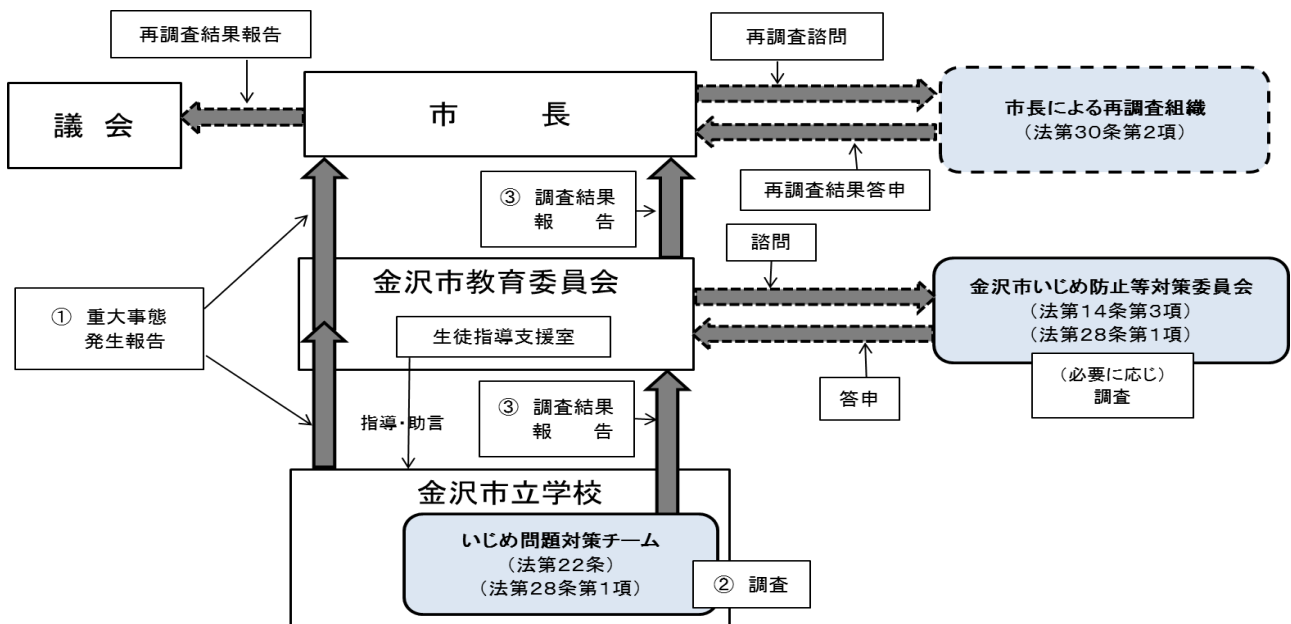 再調査結果報告
再調査諮問
議 会
市 長
市長による再調査組織
(法第30条第2項)
再調査結果答申
③ 調査結果
報 告
諮問
① 重大事態
発生報告
金沢市教育委員会
生徒指導支援室
金沢市いじめ防止等対策委員会
(法第14条第3項)
(法第28条第1項)
(必要に応じ)
調査
答申
指導・助言
③ 調査結果
報 告
金沢市立学校
いじめ問題対策チーム
(法第22条)
(法第28条第1項)
② 調査